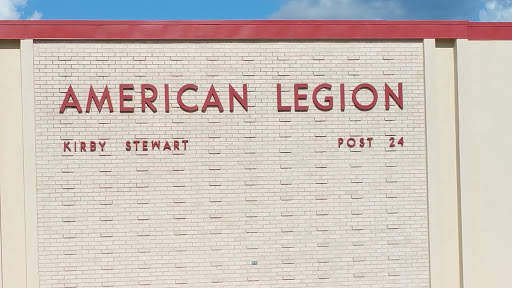 AMERICAN LEGION
KIRBY STEWART POST 24